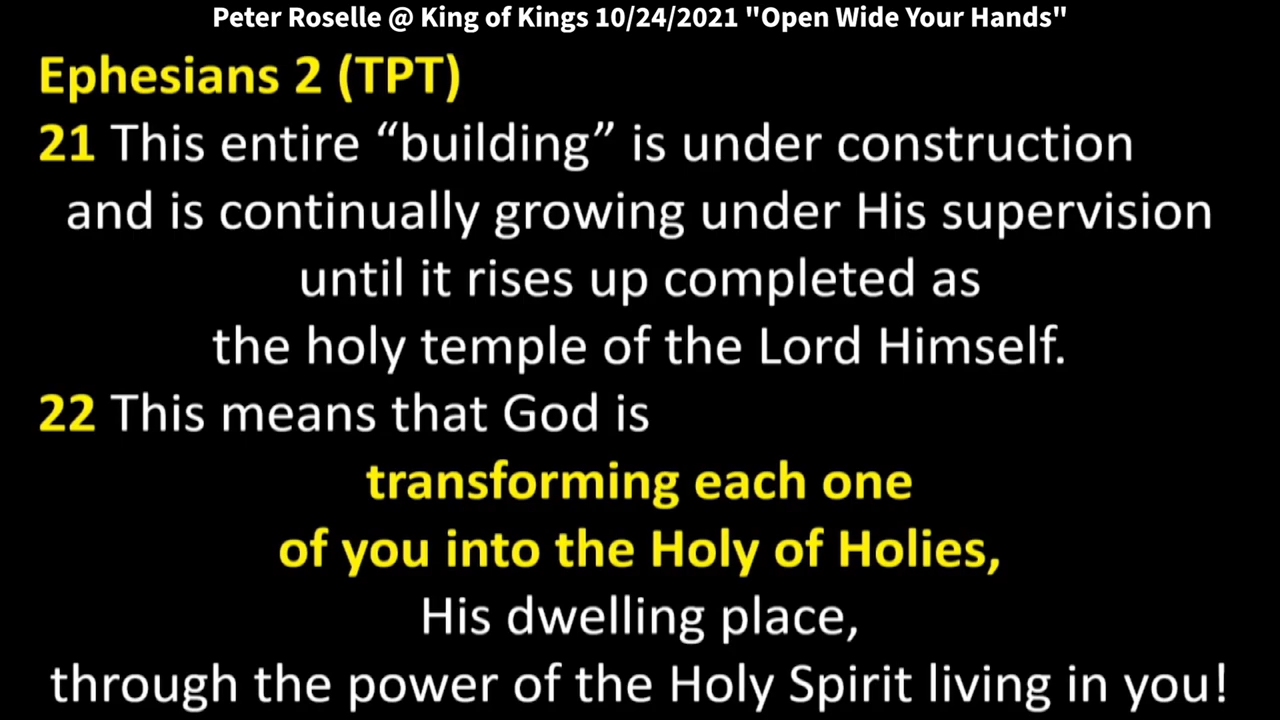 Peter Roselle @ King of Kings 10/24/2021 "Open Wide Your Hands"
Ephesians 2 (TPT)
21 This entire “building” is under construction
and is continually growing under His supervision
until it rises up completed as
the holy temple of the Lord Himself.
22 This means that God is
transforming each one
of you into the Holy of Holies,
His dwelling place,
through the power of the Holy Spirit living in you!